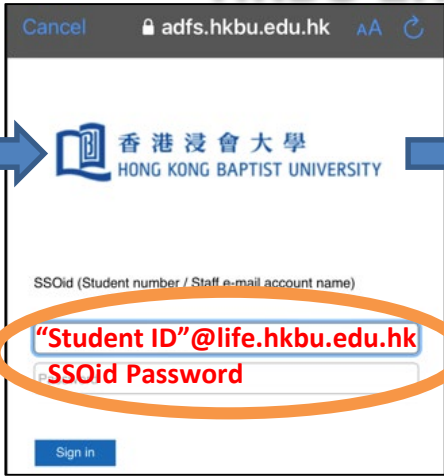 Cancel adfs.hkbu.edu.hk AA
香港浸會大學
HONG KONG BAPTIST UNIVERSITY
SSOid (Student number / Staff e-mail account name)
“Student ID”@life.hkbu.edu.hk
SSOid Password
Sign in